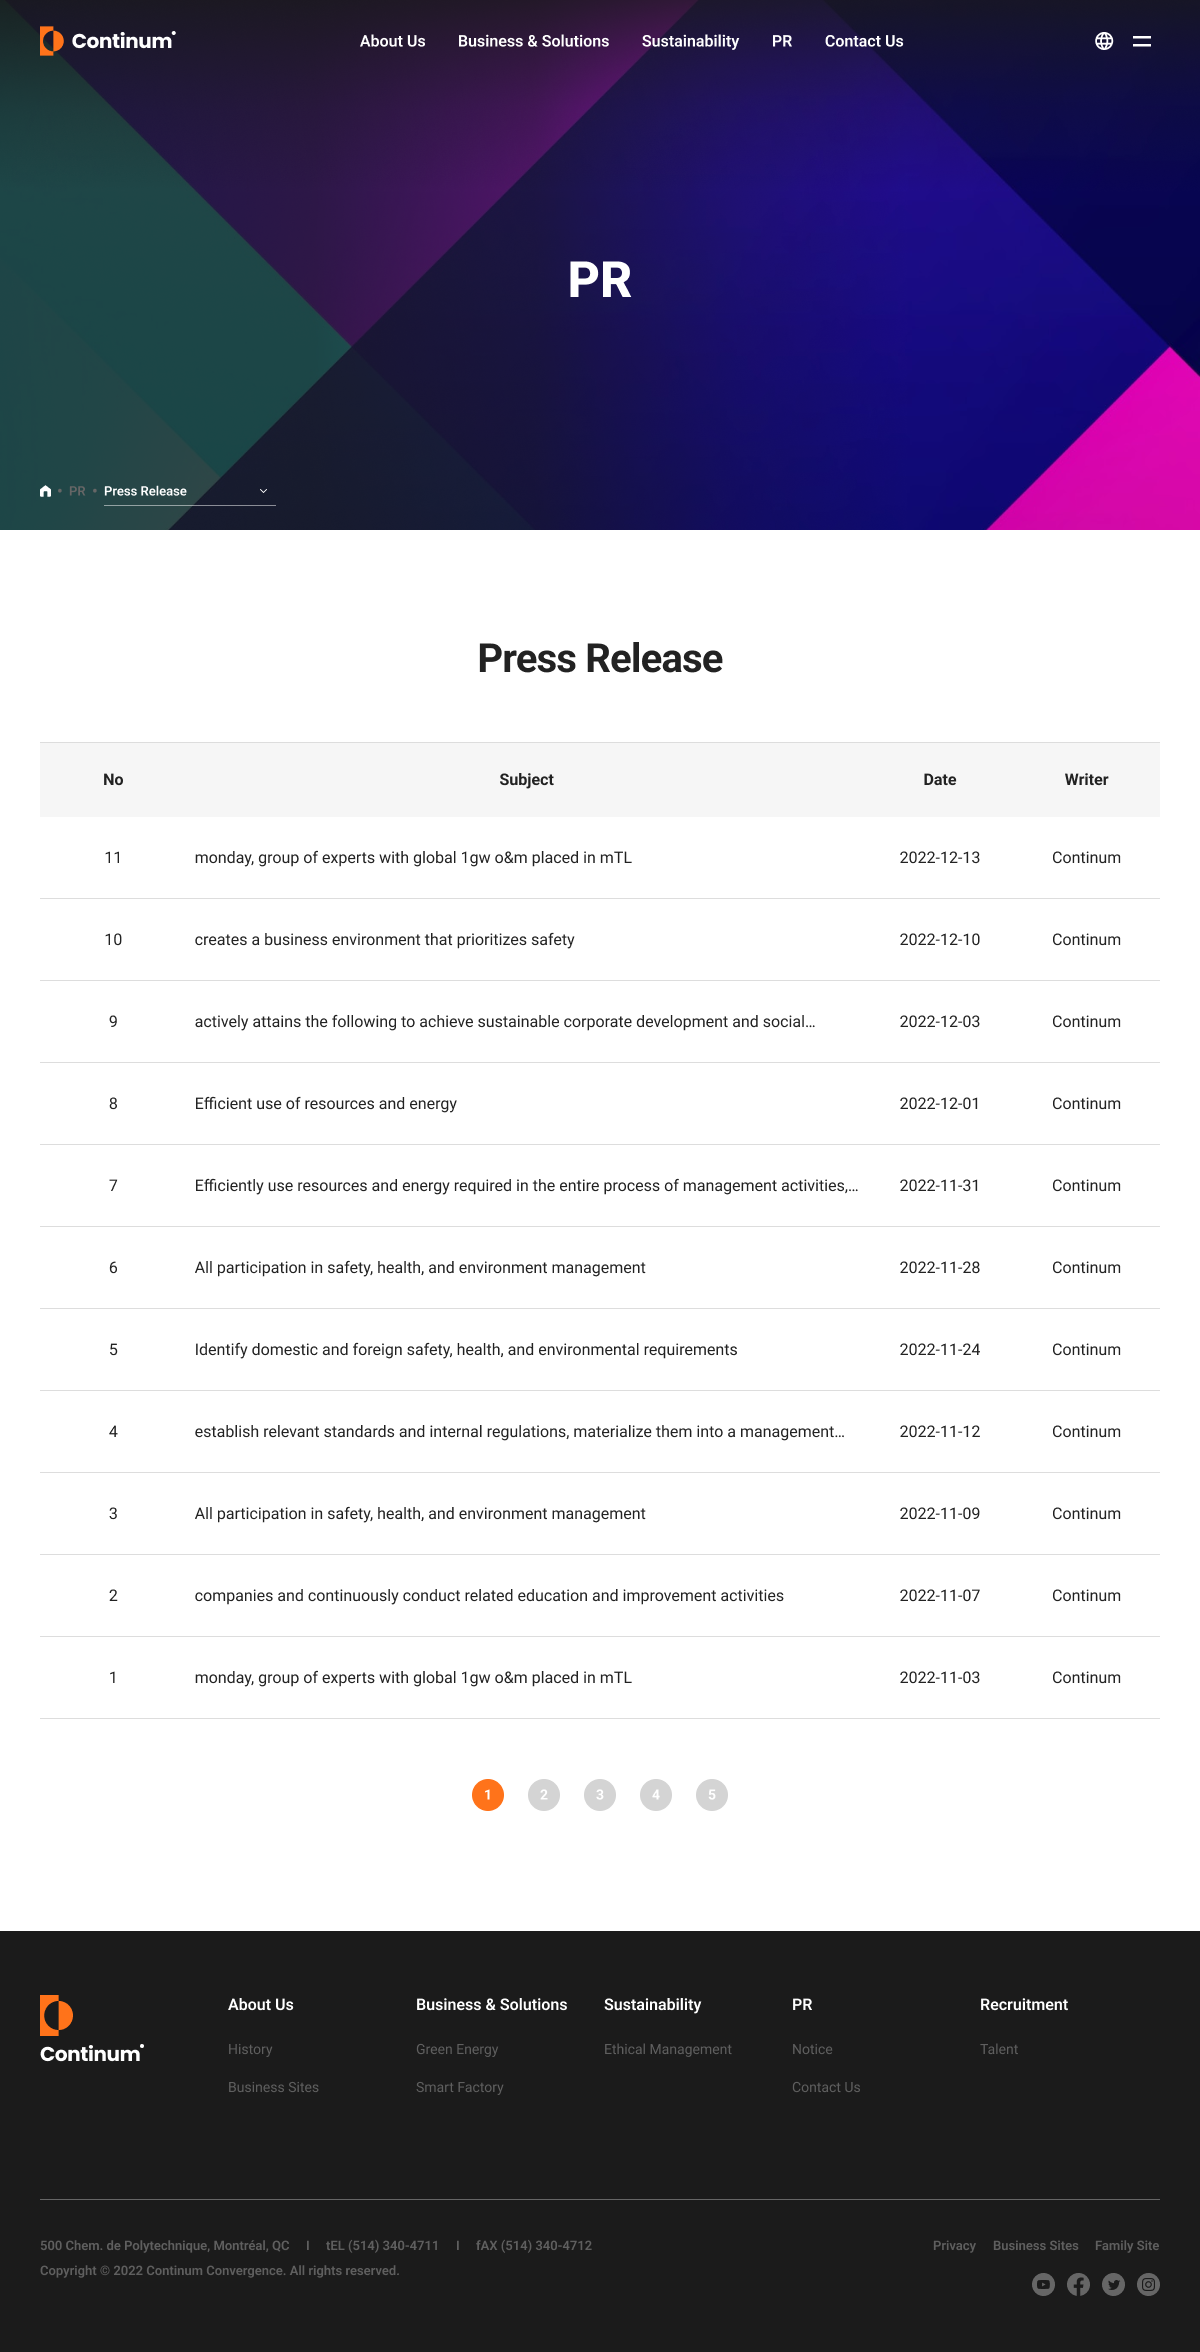 Continum
About Us Business & Solutions Sustainability PR Contact Us
PR
PR Press Release
Press Release
No Subject Date Writer
11 monday, group of experts with global 1gw o&m placed in mTL 2022-12-13 Continum
10 creates a business environment that prioritizes safety 2022-12-10 Continum
9 actively attains the following to achieve sustainable corporate development and social... 2022-12-03 Continum
8 Efficient use of resources and energy 2022-12-01 Continum
7 Efficiently use resources and energy required in the entire process of management activities,... 2022-11-31 Continum
6 All participation in safety, health, and environment management 2022-11-28 Continum
5 Identify domestic and foreign safety, health, and environmental requirements 2022-11-24 Continum
4 establish relevant standards and internal regulations, materialize them into a management... 2022-11-12 Continum
3 All participation in safety, health, and environment management 2022-11-09 Continum
2 companies and continuously conduct related education and improvement activities 2022-11-07 Continum
1 monday, group of experts with global 1gw o&m placed in mTL 2022-11-03 Continum
1 2 3 4 5
Continum
About Us Business & Solutions Sustainability PR Recruitment
History Green Energy Ethical Management Notice Talent
Business Sites Smart Factory Contact Us
500 Chem. de Polytechnique, Montréal, QC I tEL (514) 340-4711 I fAX (514) 340-4712 Privacy Business Sites Family Site
Copyright © 2022 Continum Convergence. All rights reserved.